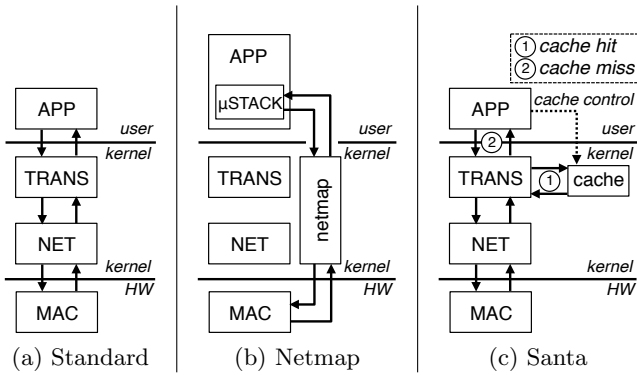 APP
user
kernel
TRANS
NET
kernel
HW
MAC
(a) Standard
APP
μSTACK
user
kernel
TRANS
netmap
NET
kernel
HW
MAC
(b) Netmap
1 cache hit
2 cache miss
APP
cache control
2
user
kernel
TRANS
1
cache
NET
kernel
HW
MAC
(c) Santa